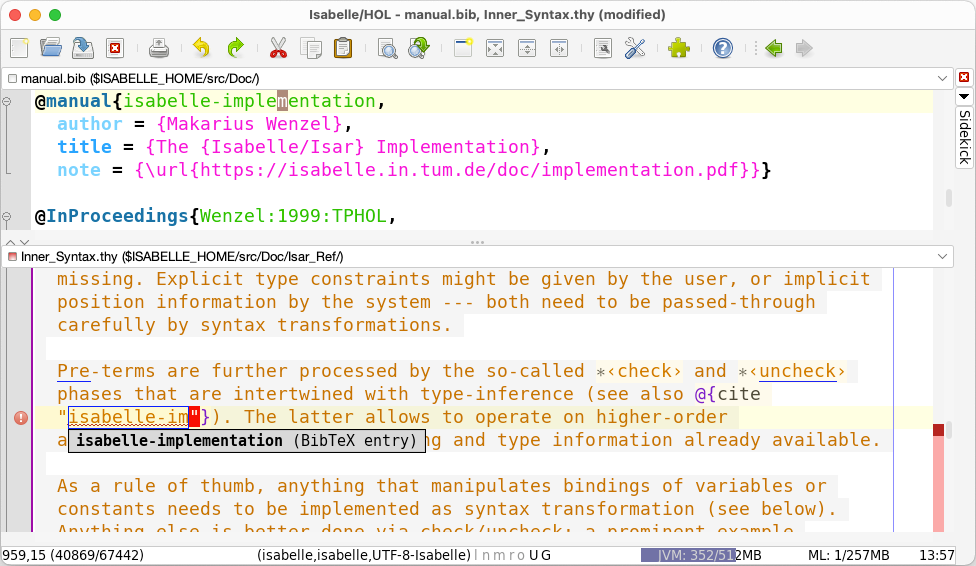 Isabelle/HOL - manual.bib, Inner_Syntax.thy (modified)
manual.bib ($ISABELLE_HOME/src/Doc/)
@manual{isabelle-implementation,
author = {Makarius Wenzel},
title = {The {Isabelle/Isar} Implementation},
note = {\url{https://isabelle.in.tum.de/doc/implementation.pdf}}}
@InProceedings{Wenzel:1999:TPHOL,
Sidekick
Inner_Syntax.thy ($ISABELLE_HOME/src/Doc/Isar_Ref/)
missing. Explicit type constraints might be given by the user, or implicit
position information by the system --- both need to be passed-through
carefully by syntax transformations.
Pre-terms are further processed by the so-called *‹check› and *‹uncheck›
phases that are intertwined with type-inference (see also @{cite
"isabelle-im"}). The latter allows to operate on higher-order
a
isabelle-implementation (BibTeX entry)
g and type information already available.
As a rule of thumb, anything that manipulates bindings of variables or
constants needs to be implemented as syntax transformation (see below).
Anything else is better done via check/uncheck: a prominent example
959,15 (40869/67442)
(isabelle,isabelle,UTF-8-Isabelle) l n m r o U G
JVM: 352/512MB
ML: 1/257MB
13:57